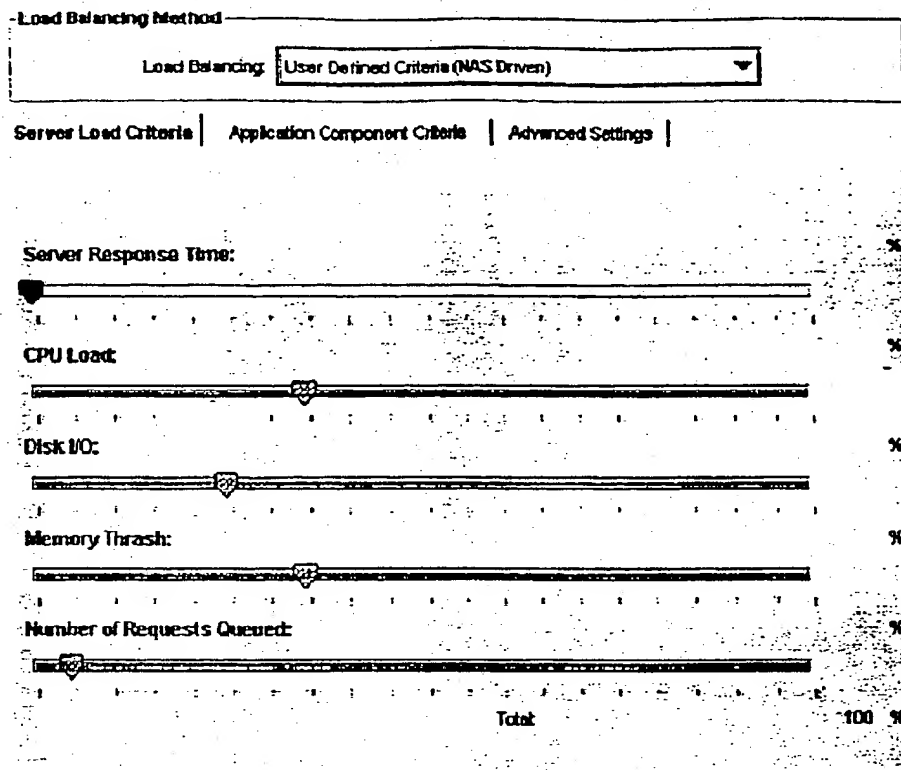 Load Balancing Method
Load Balancing: User Defined Criteria (NAS Driven)
Server Load Criteria | Application Component Criteria | Advanced Settings |
Server Response Time: %
CPU Load: %
Disk I/O: %
Memory Thrash: %
Number of Requests Queued: %
Total: 100 %